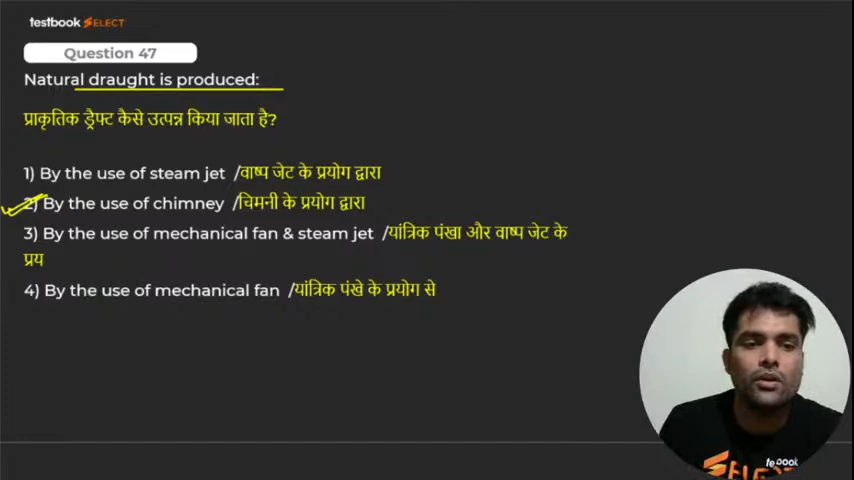 testbook SELECT
Question 47
Natural draught is produced:
प्राकृतिक ड्रैफ्ट कैसे उत्पन्न किया जाता है?
1) By the use of steam jet /वाष्प जेट के प्रयोग द्वारा
2) By the use of chimney /चिमनी के प्रयोग द्वारा
3) By the use of mechanical fan & steam jet /यांत्रिक पंखा और वाष्प जेट के
प्रय
4) By the use of mechanical fan /यांत्रिक पंखे के प्रयोग से